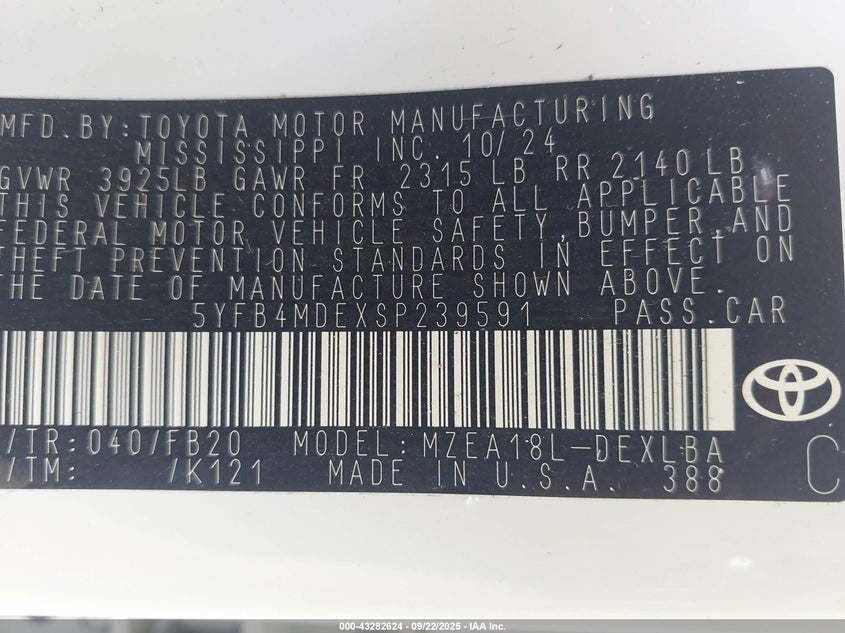 MFD. BY: TOYOTA MOTOR MANUFACTURING
MISSISSIPPI INC. 10/24
GVWR 3925LB GAWR FR 2315 LB RR 2140 LB
THIS VEHICLE CONFORMS TO ALL APPLICABLE
FEDERAL MOTOR VEHICLE SAFETY, BUMPER, AND
THEFT PREVENTION STANDARDS IN EFFECT ON
THE DATE OF MANUFACTURE SHOWN ABOVE.
5YFB4MDEXSP239591 PASS. CAR
/TR: 040/FB20 MODEL: MZEA18L-DEXLBA
/TM: /K121 MADE IN U.S.A. 388 C
000-43282624 - 09/22/2025 - IAA Inc.